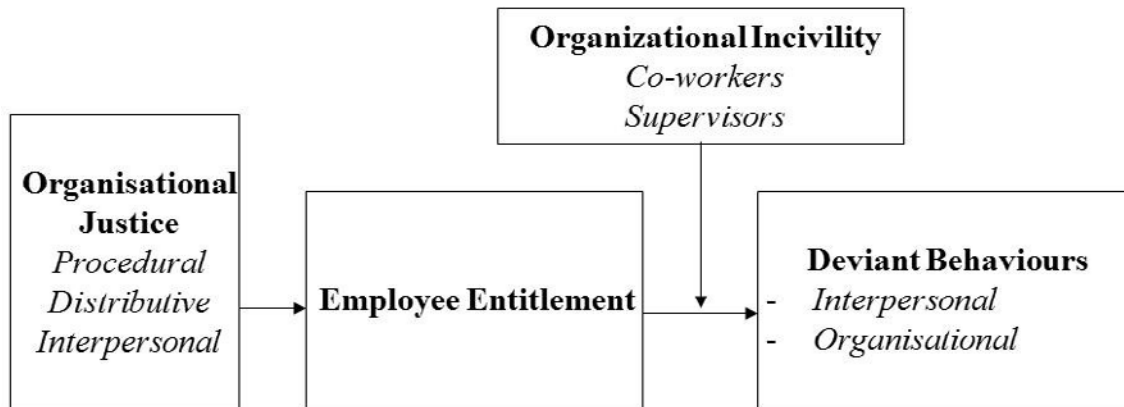 Organizational Incivility
Co-workers
Supervisors
Organisational
Justice
Procedural
Distributive
Interpersonal
Employee Entitlement
Deviant Behaviours
- Interpersonal
- Organisational